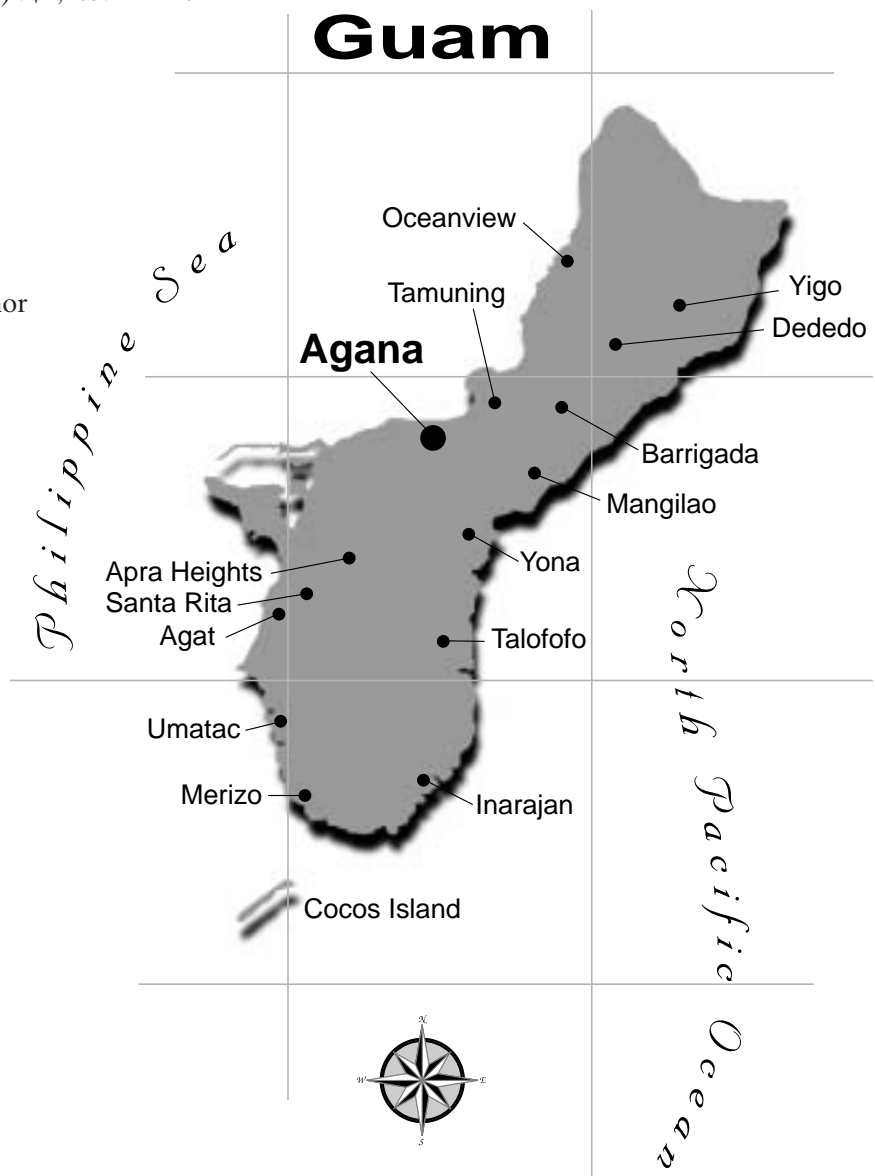 Guam
Oceanview
Philippine Sea
Tamuning
Yigo
nor
Dededo
Agana
Barrigada
Mangilao
Yona
Apra Heights
Santa Rita
Agat
Talofofo
North Pacific Ocean
Umatac
Merizo
Inarajan
Cocos Island
N
W
E
S